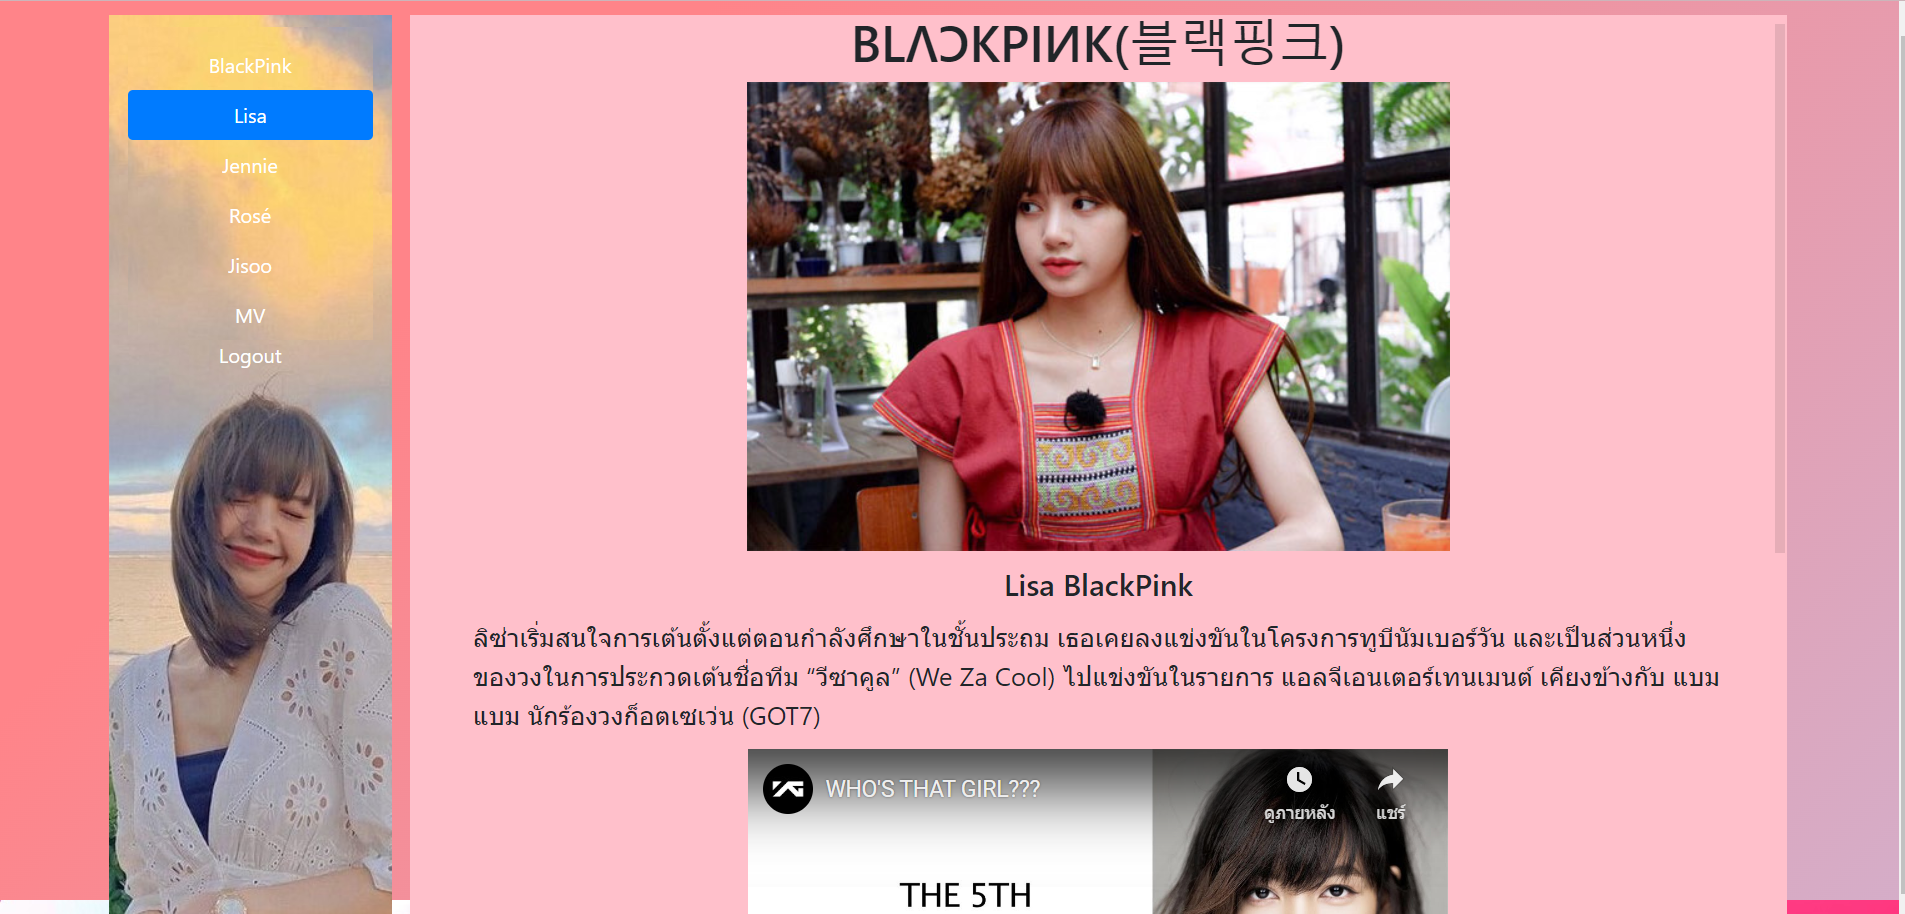 BlackPink
Lisa
Jennie
Rosé
Jisoo
MV
Logout
BLΛƆKPIИK(블랙핑크)
Lisa BlackPink
ลิซ่าเริ่มสนใจการเต้นตั้งแต่ตอนกำลังศึกษาในชั้นประถม เธอเคยลงแข่งขันในโครงการทูบีนัมเบอร์วัน และเป็นส่วนหนึ่ง
ของวงในการประกวดเต้นชื่อทีม “วีซาคูล” (We Za Cool) ไปแข่งขันในรายการ แอลจีเอนเตอร์เทนเมนต์ เคียงข้างกับ แบม
แบม นักร้องวงก็อตเซเว่น (GOT7)
YG
WHO'S THAT GIRL???
ดูภายหลัง
แชร์
THE 5TH